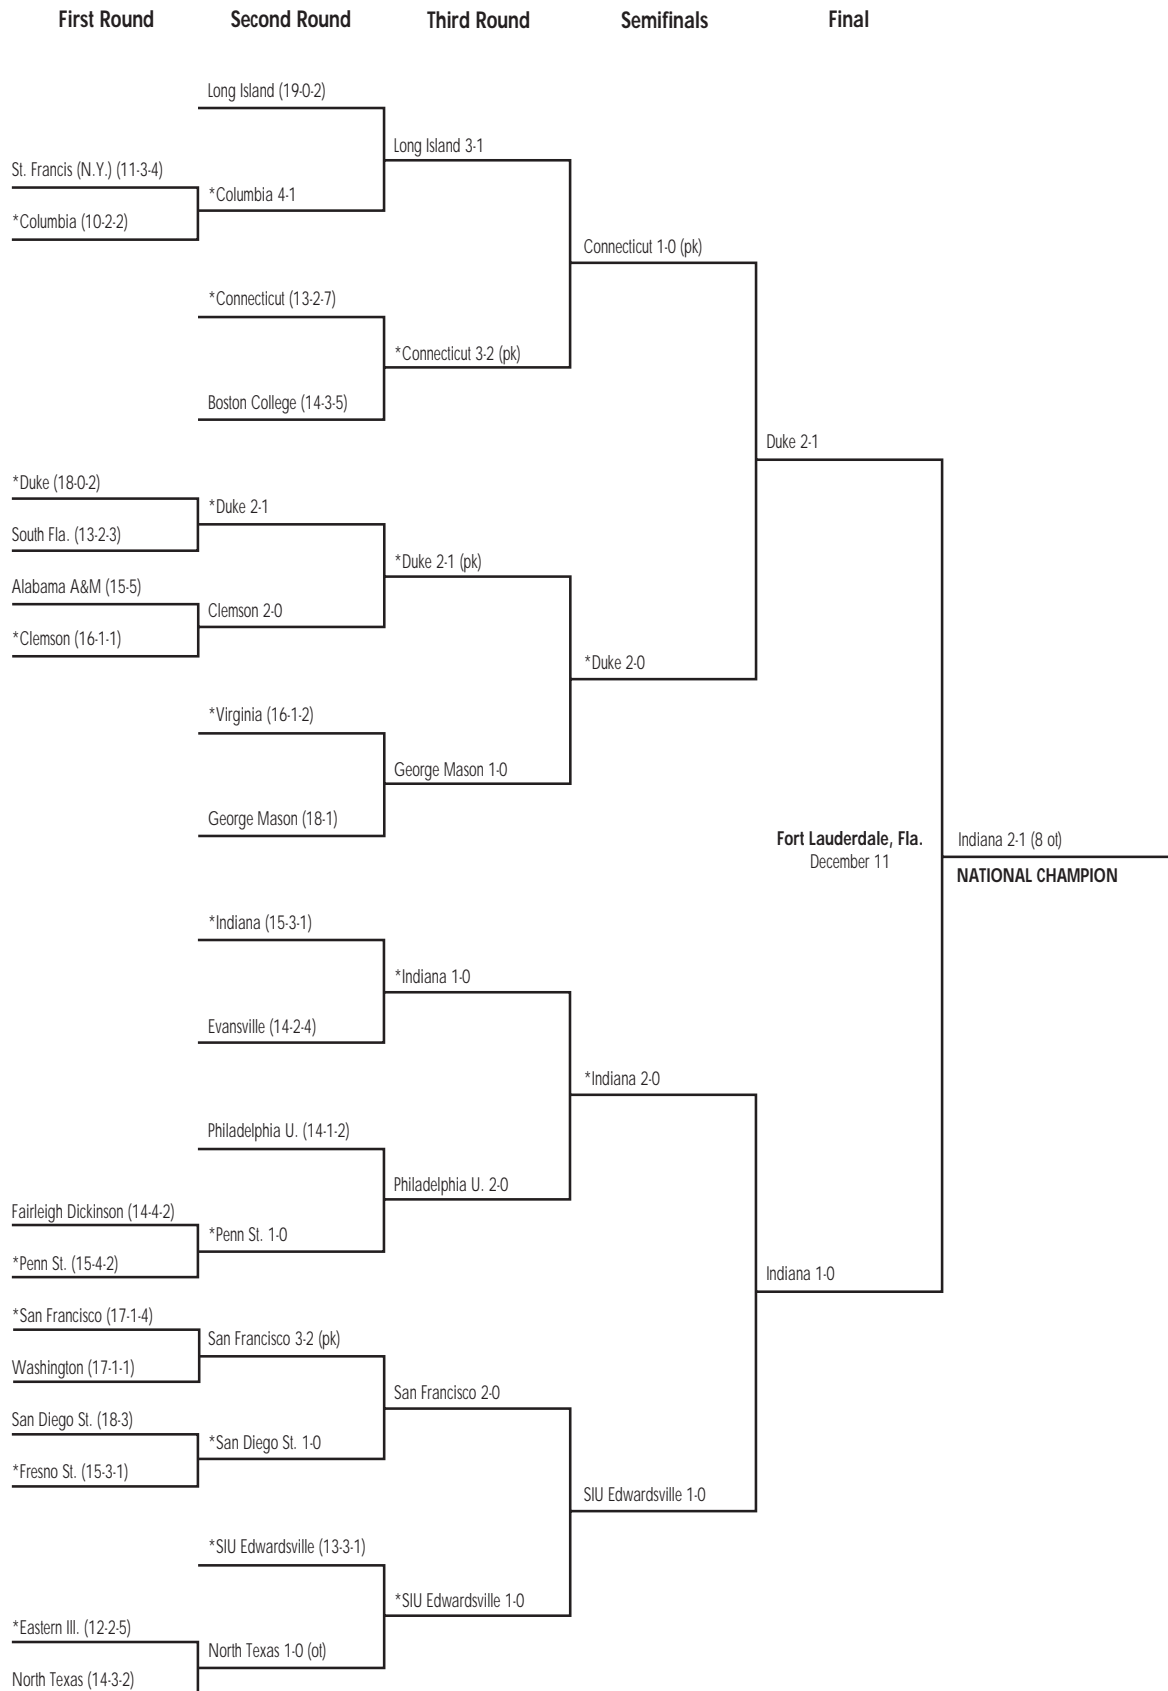 First Round Second Round Third Round Semifinals Final
Long Island (19-0-2)
Long Island 3-1
St. Francis (N.Y.) (11-3-4)
*Columbia 4-1
*Columbia (10-2-2)
Connecticut 1-0 (pk)
*Connecticut (13-2-7)
*Connecticut 3-2 (pk)
Boston College (14-3-5)
Duke 2-1
*Duke (18-0-2)
*Duke 2-1
South Fla. (13-2-3)
*Duke 2-1 (pk)
Alabama A&M (15-5)
Clemson 2-0
*Clemson (16-1-1)
*Duke 2-0
*Virginia (16-1-2)
George Mason 1-0
George Mason (18-1)
Fort Lauderdale, Fla.
December 11
Indiana 2-1 (8 ot)
NATIONAL CHAMPION
*Indiana (15-3-1)
*Indiana 1-0
Evansville (14-2-4)
*Indiana 2-0
Philadelphia U. (14-1-2)
Philadelphia U. 2-0
Fairleigh Dickinson (14-4-2)
*Penn St. 1-0
*Penn St. (15-4-2)
Indiana 1-0
*San Francisco (17-1-4)
San Francisco 3-2 (pk)
Washington (17-1-1)
San Francisco 2-0
San Diego St. (18-3)
*San Diego St. 1-0
*Fresno St. (15-3-1)
SIU Edwardsville 1-0
*SIU Edwardsville (13-3-1)
*SIU Edwardsville 1-0
*Eastern Ill. (12-2-5)
North Texas 1-0 (ot)
North Texas (14-3-2)